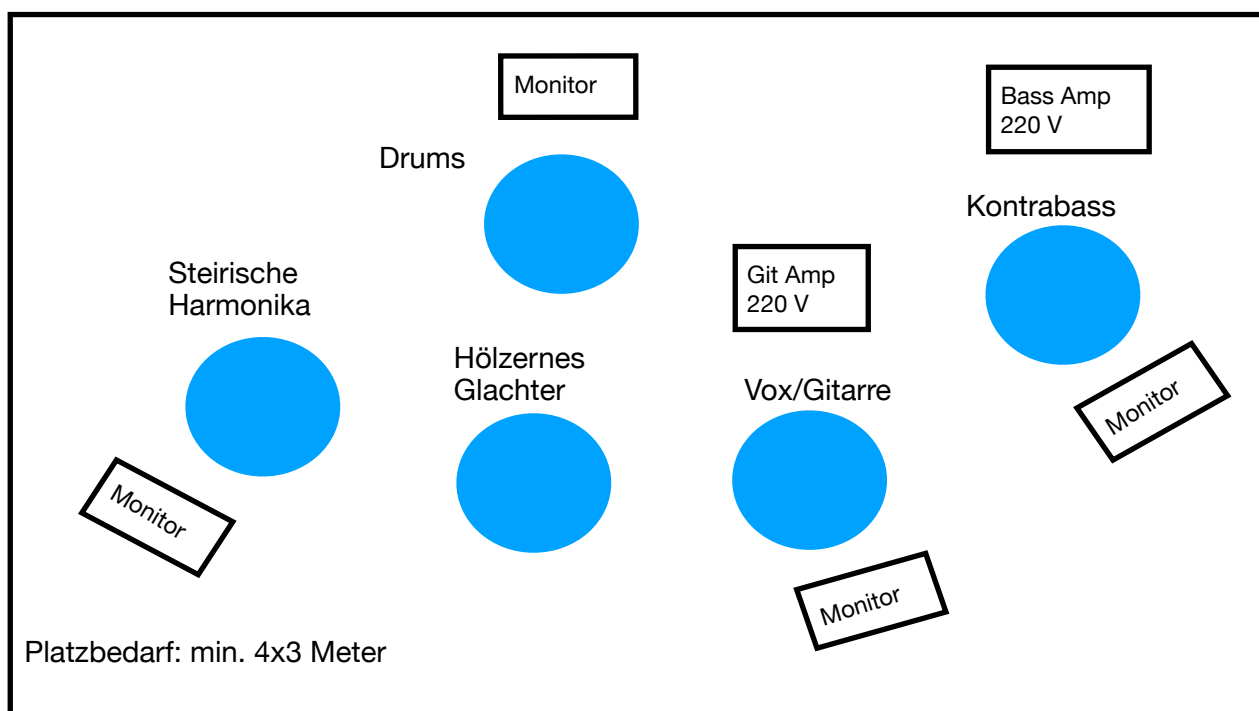 Monitor
Bass Amp
220 V
Drums
Kontrabass
Steirische
Harmonika
Git Amp
220 V
Hölzernes
Glachter
Vox/Gitarre
Monitor
Monitor
Monitor
Platzbedarf: min. 4x3 Meter